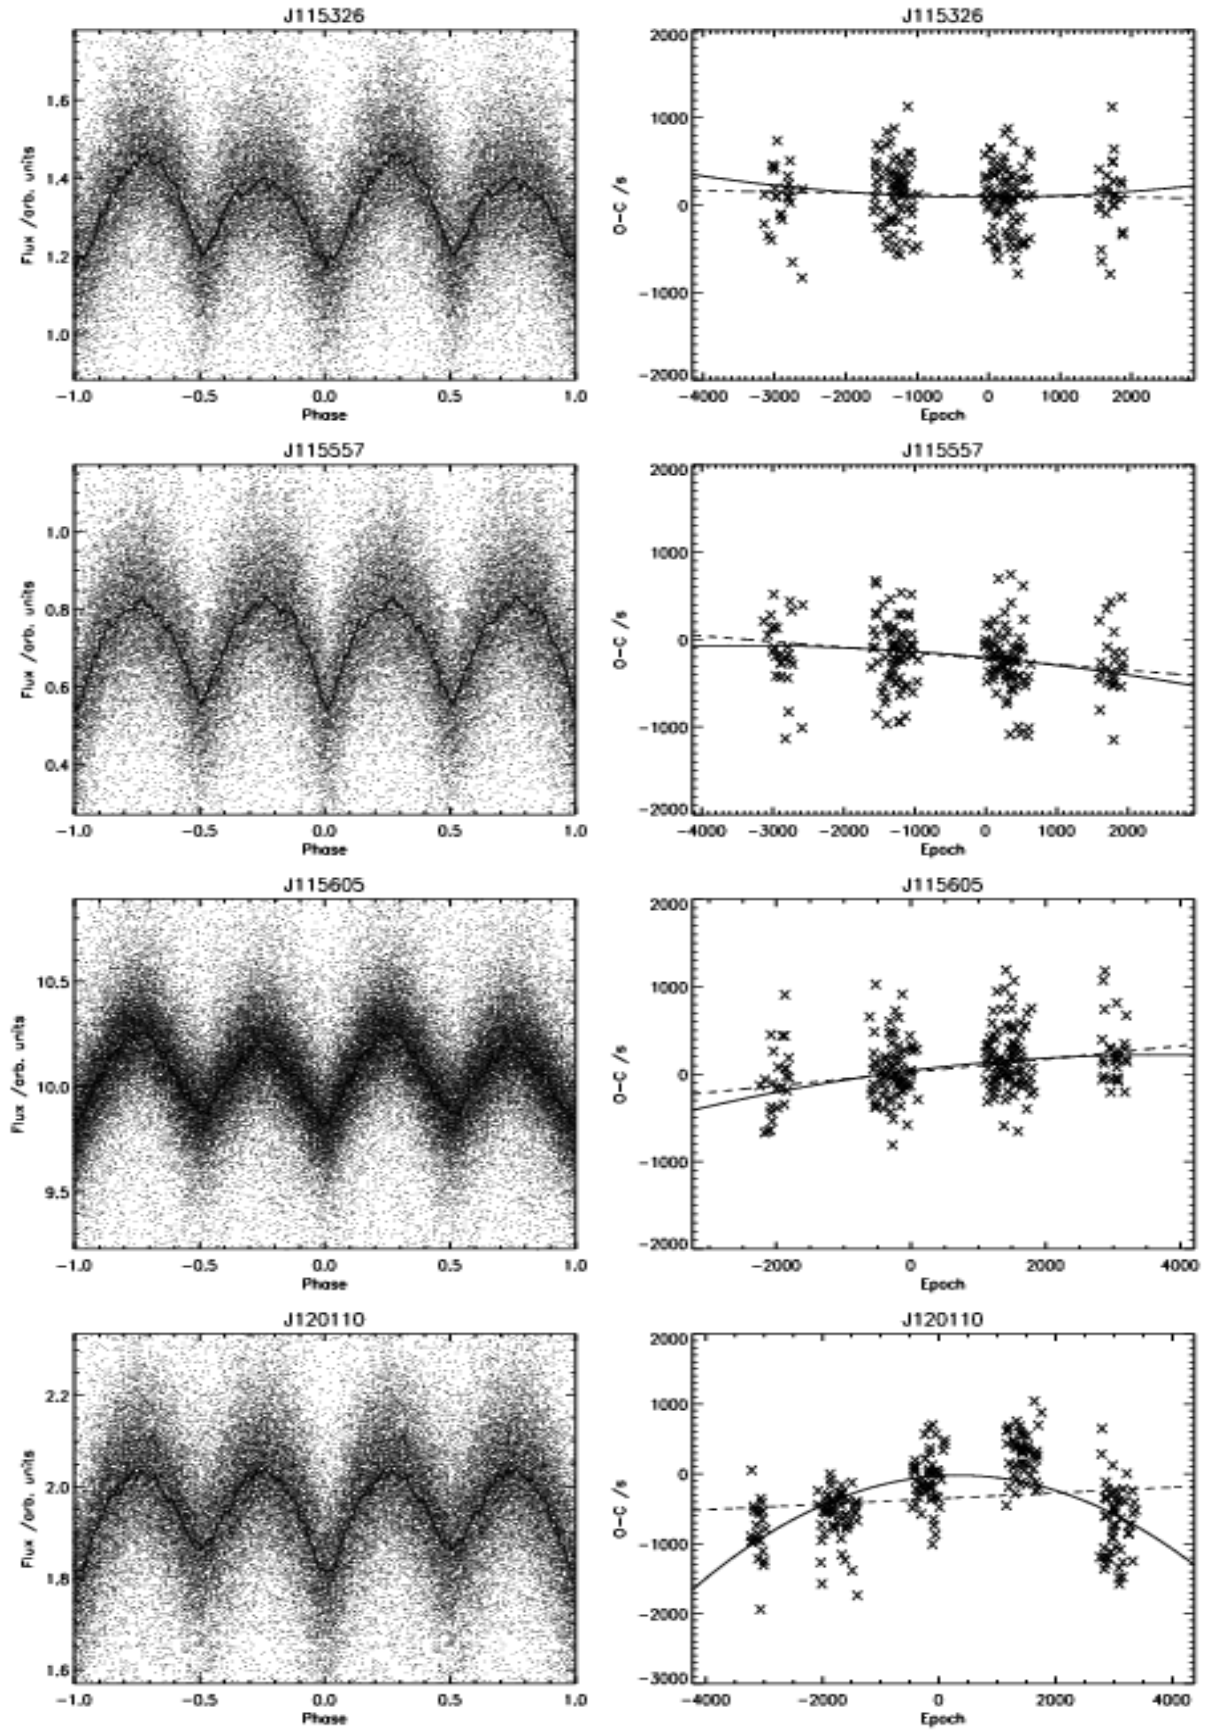 J115326 J115326
1.6
1.4
1.2
1.0
Flux /arb. units
-1.0 -0.5 0.0 0.5 1.0
Phase
2000
1000
0
-1000
-2000
O-C /s
-4000 -3000 -2000 -1000 0 1000 2000
Epoch
J115557 J115557
1.0
0.8
0.6
0.4
Flux /arb. units
-1.0 -0.5 0.0 0.5 1.0
Phase
2000
1000
0
-1000
-2000
O-C /s
-4000 -3000 -2000 -1000 0 1000 2000
Epoch
J115605 J115605
10.5
10.0
9.5
Flux /arb. units
-1.0 -0.5 0.0 0.5 1.0
Phase
2000
1000
0
-1000
-2000
O-C /s
-2000 0 2000 4000
Epoch
J120110 J120110
2.2
2.0
1.8
1.6
Flux /arb. units
-1.0 -0.5 0.0 0.5 1.0
Phase
2000
1000
0
-1000
-2000
-3000
O-C /s
-4000 -2000 0 2000 4000
Epoch